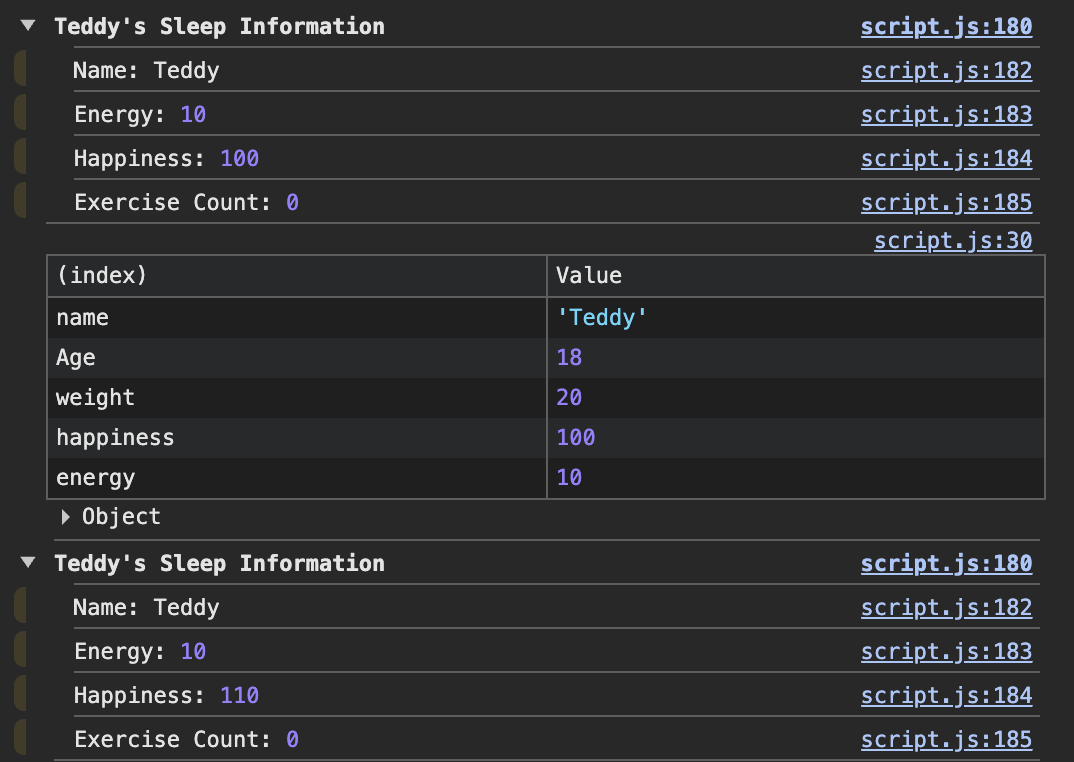 Teddy's Sleep Information script.js:180
Name: Teddy script.js:182
Energy: 10 script.js:183
Happiness: 100 script.js:184
Exercise Count: 0 script.js:185
script.js:30
(index) Value
name 'Teddy'
Age 18
weight 20
happiness 100
energy 10
Object
Teddy's Sleep Information script.js:180
Name: Teddy script.js:182
Energy: 10 script.js:183
Happiness: 110 script.js:184
Exercise Count: 0 script.js:185